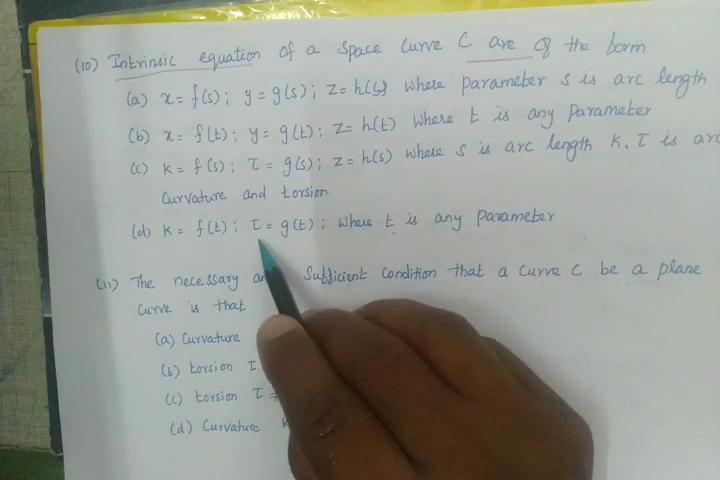 (10) Intrinsic equation of a space curve C are of the form
(a) x = f(s); y = g(s); z = h(s) where parameter s is arc length
(b) x = f(t); y = g(t); z = h(t) where t is any parameter
(c) K = f(s); τ = g(s); z = h(s) where s is arc length K, τ is are
curvature and torsion.
(d) K = f(t); τ = g(t); where t is any parameter
(11) The necessary an sufficient condition that a curve C be a plane
curve is that
(a) Curvature
(b) torsion τ
(c) torsion τ =
(d) Curvature K